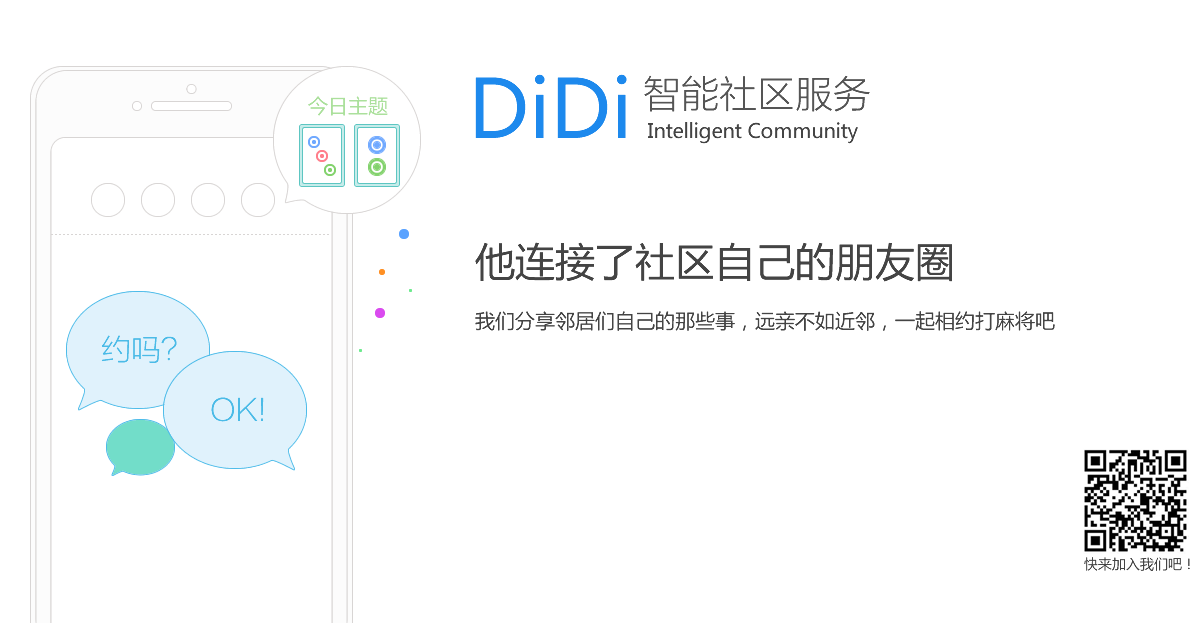 DiDi 智能社区服务
Intelligent Community
今日主题
他连接了社区自己的朋友圈
我们分享邻居们自己的那些事，远亲不如近邻，一起相约打麻将吧
约吗?
OK!
快来加入我们吧！